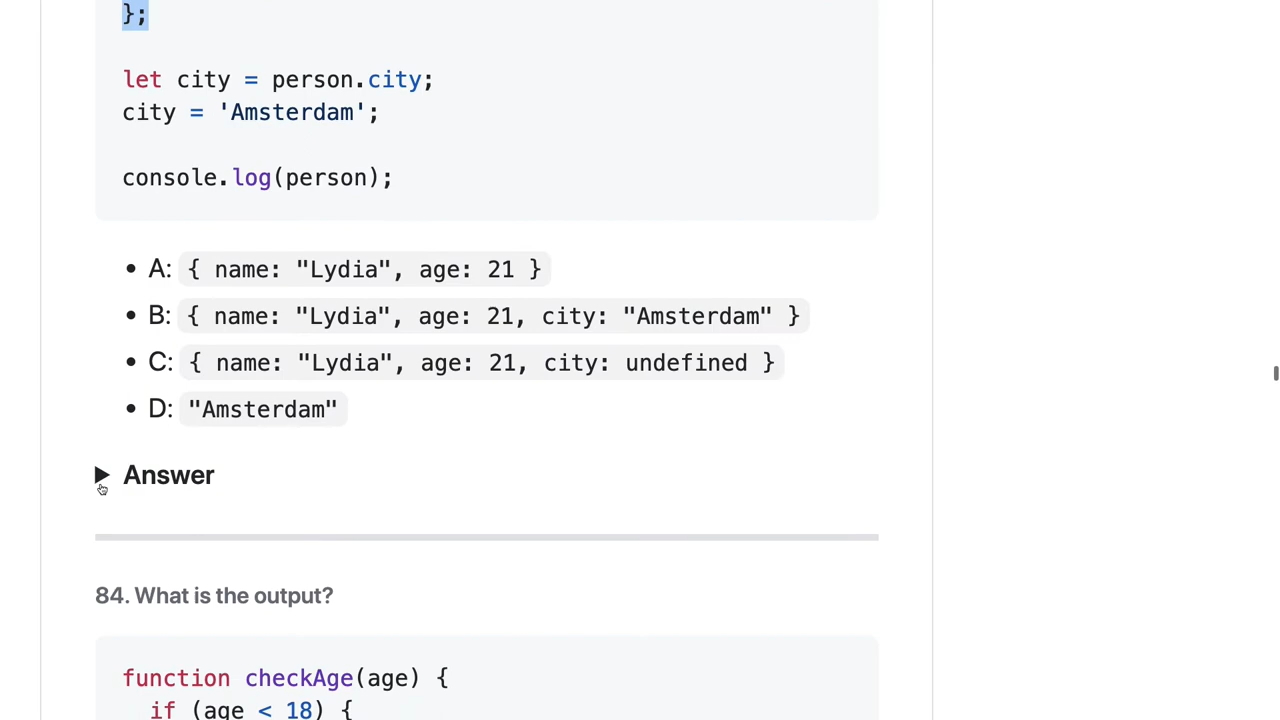 };
let city = person.city;
city = 'Amsterdam';
console.log(person);
• A: { name: "Lydia", age: 21 }
• B: { name: "Lydia", age: 21, city: "Amsterdam" }
• C: { name: "Lydia", age: 21, city: undefined }
• D: "Amsterdam"
Answer
84. What is the output?
function checkAge(age) {
if (age < 18) {